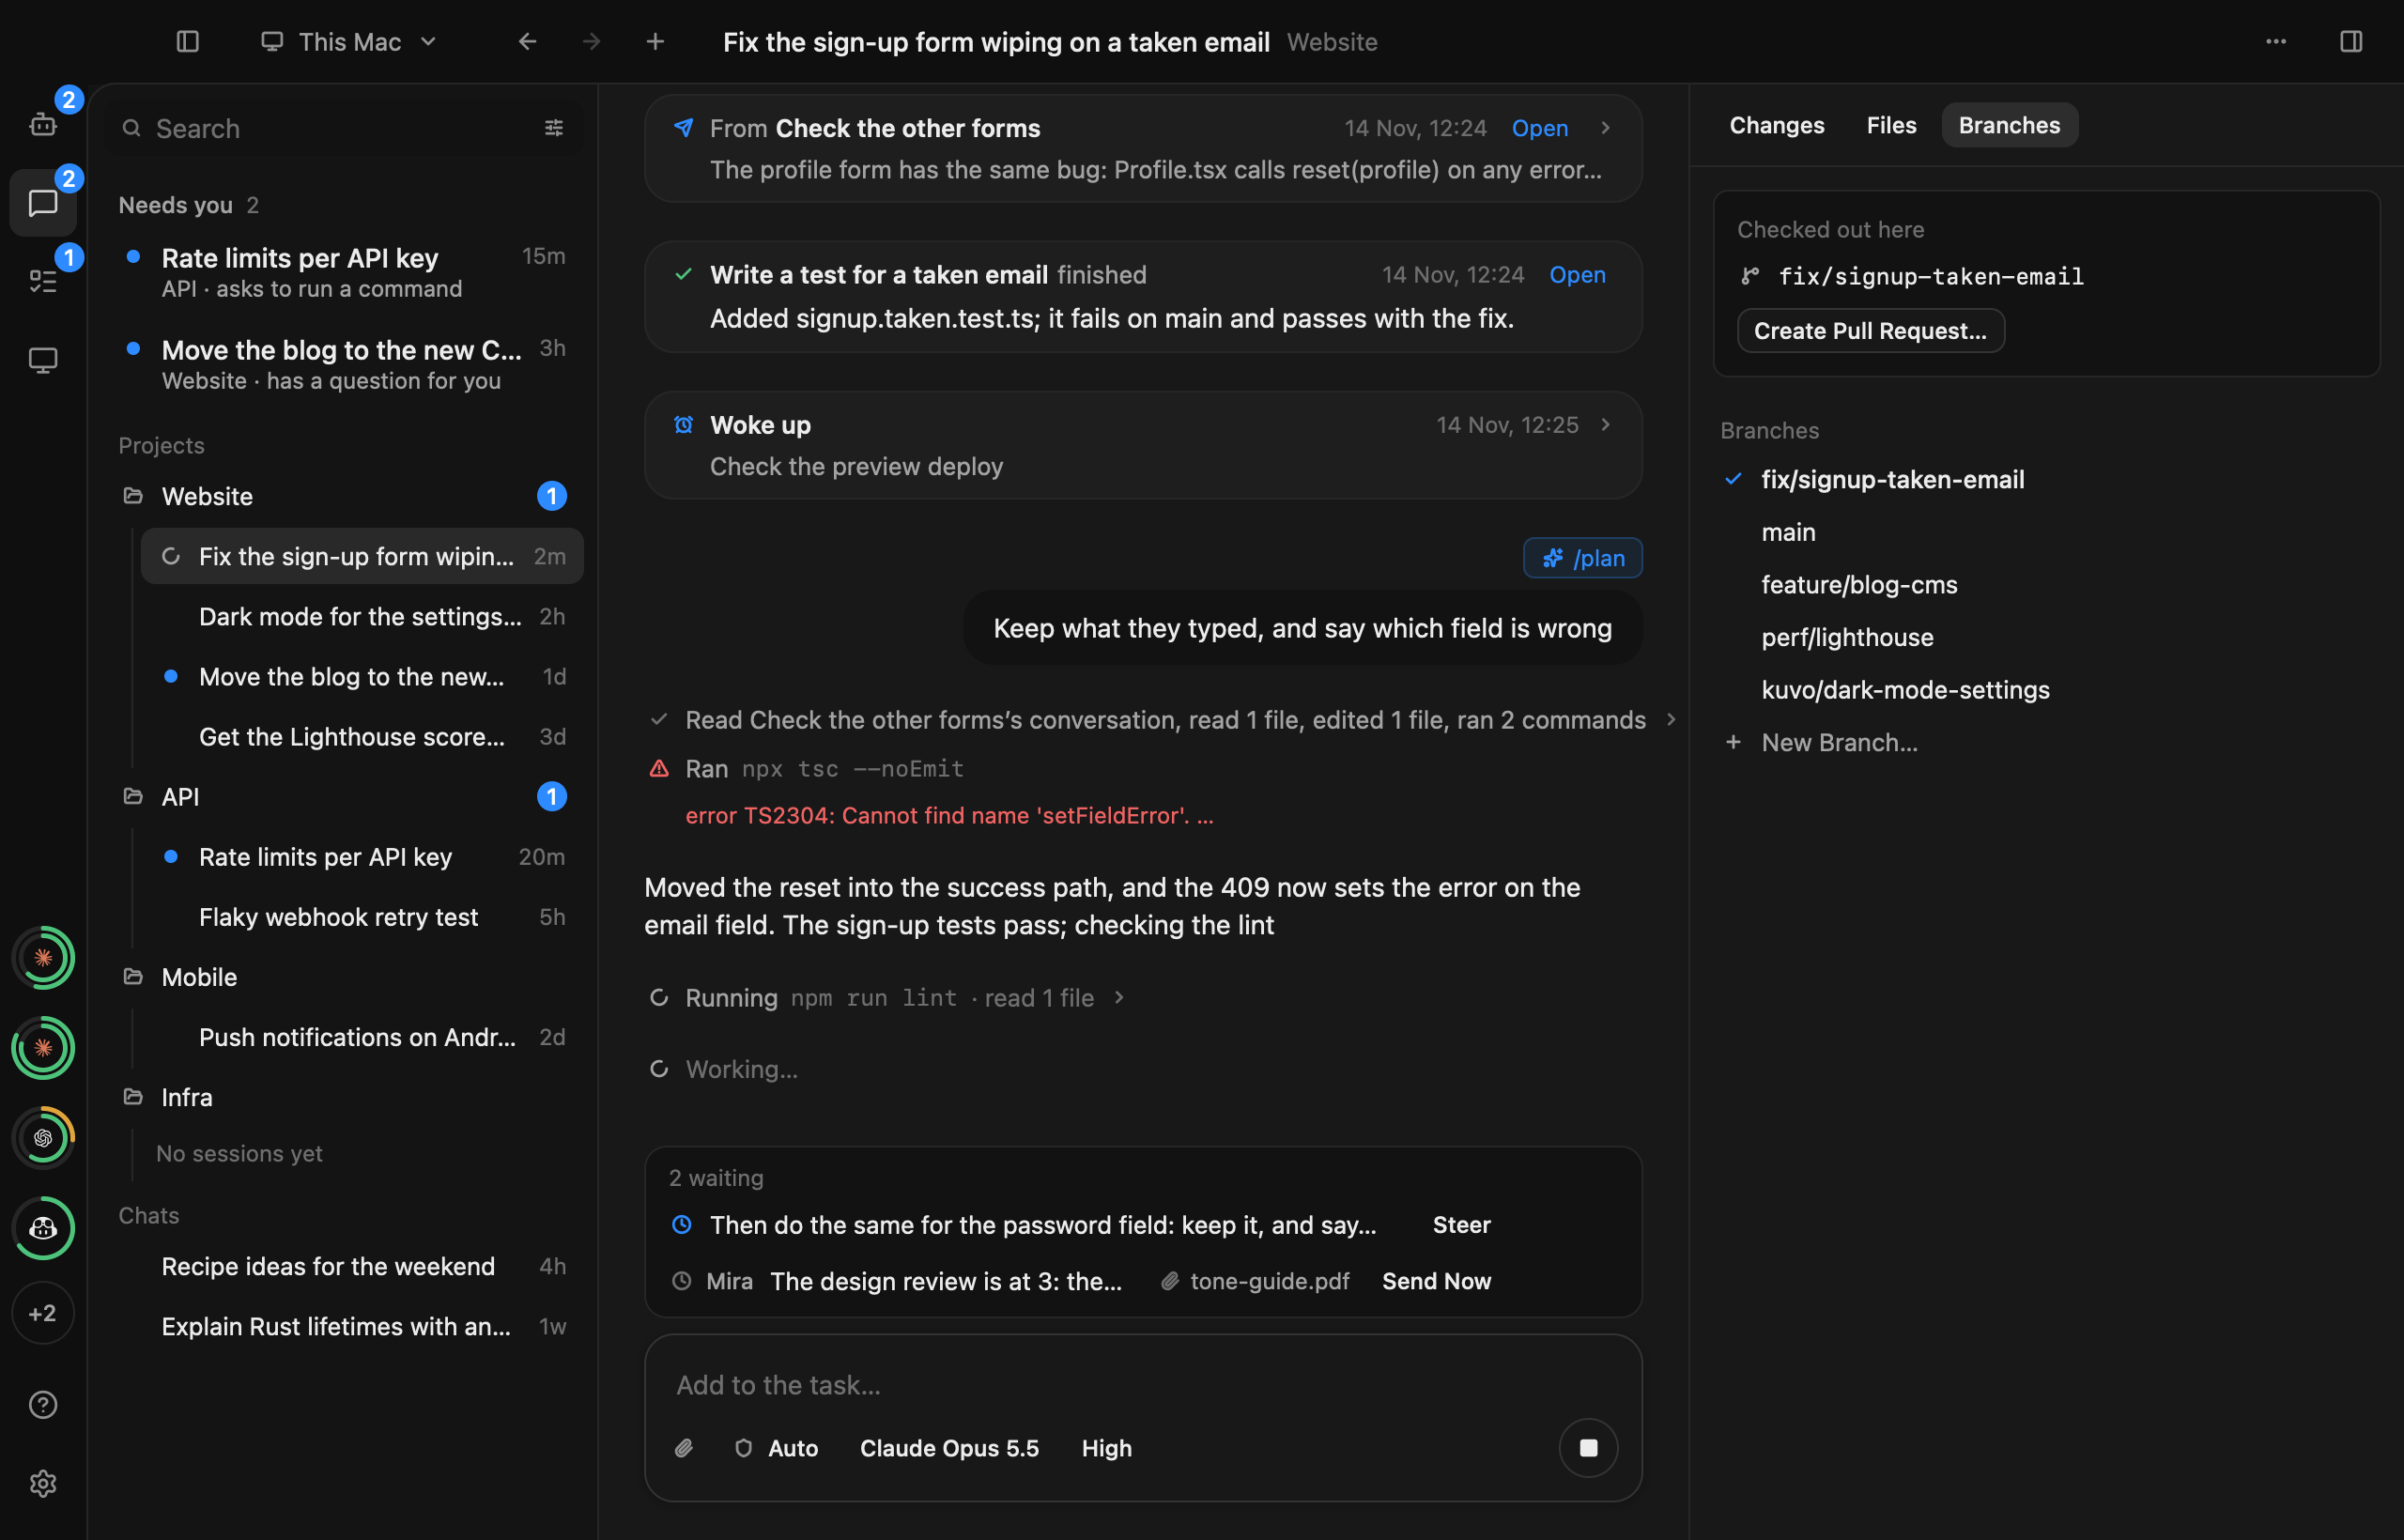 This Mac
Fix the sign-up form wiping on a taken email Website
2
2
1
+2
Search
Needs you 2
Rate limits per API key 15m
API · asks to run a command
Move the blog to the new C... 3h
Website · has a question for you
Projects
Website 1
Fix the sign-up form wipin... 2m
Dark mode for the settings... 2h
Move the blog to the new... 1d
Get the Lighthouse score... 3d
API 1
Rate limits per API key 20m
Flaky webhook retry test 5h
Mobile
Push notifications on Andr... 2d
Infra
No sessions yet
Chats
Recipe ideas for the weekend 4h
Explain Rust lifetimes with an... 1w
From Check the other forms 14 Nov, 12:24 Open
The profile form has the same bug: Profile.tsx calls reset(profile) on any error...
Write a test for a taken email finished 14 Nov, 12:24 Open
Added signup.taken.test.ts; it fails on main and passes with the fix.
Woke up 14 Nov, 12:25
Check the preview deploy
/plan
Keep what they typed, and say which field is wrong
Read Check the other forms’s conversation, read 1 file, edited 1 file, ran 2 commands
Ran npx tsc --noEmit
error TS2304: Cannot find name 'setFieldError'. ...
Moved the reset into the success path, and the 409 now sets the error on the
email field. The sign-up tests pass; checking the lint
Running npm run lint · read 1 file
Working...
2 waiting
Then do the same for the password field: keep it, and say... Steer
Mira The design review is at 3: the... tone-guide.pdf Send Now
Add to the task...
Auto Claude Opus 5.5 High
Changes Files Branches
Checked out here
fix/signup-taken-email
Create Pull Request...
Branches
fix/signup-taken-email
main
feature/blog-cms
perf/lighthouse
kuvo/dark-mode-settings
New Branch...